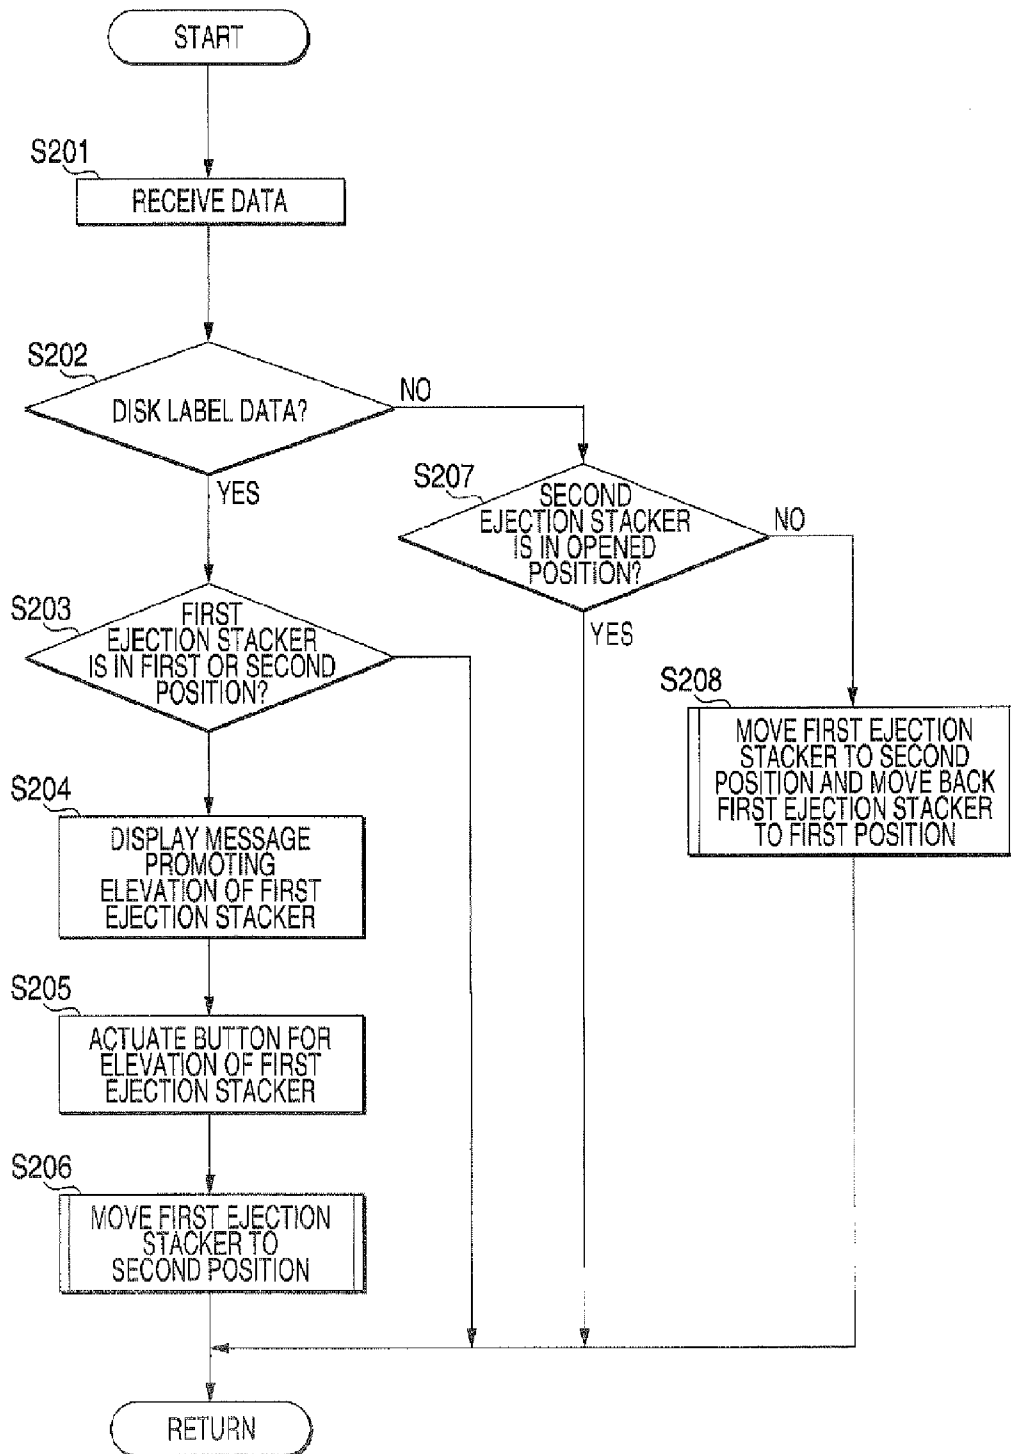 START
S201
RECEIVE DATA
S202
DISK LABEL DATA?
NO
YES
S207
SECOND
EJECTION STACKER
IS IN OPENED
POSITION?
NO
YES
S203
FIRST
EJECTION STACKER
IS IN FIRST OR SECOND
POSITION?
S208
MOVE FIRST EJECTION
STACKER TO SECOND
POSITION AND MOVE BACK
FIRST EJECTION STACKER
TO FIRST POSITION
S204
DISPLAY MESSAGE
PROMOTING
ELEVATION OF FIRST
EJECTION STACKER
S205
ACTUATE BUTTON FOR
ELEVATION OF FIRST
EJECTION STACKER
S206
MOVE FIRST EJECTION
STACKER TO
SECOND POSITION
RETURN